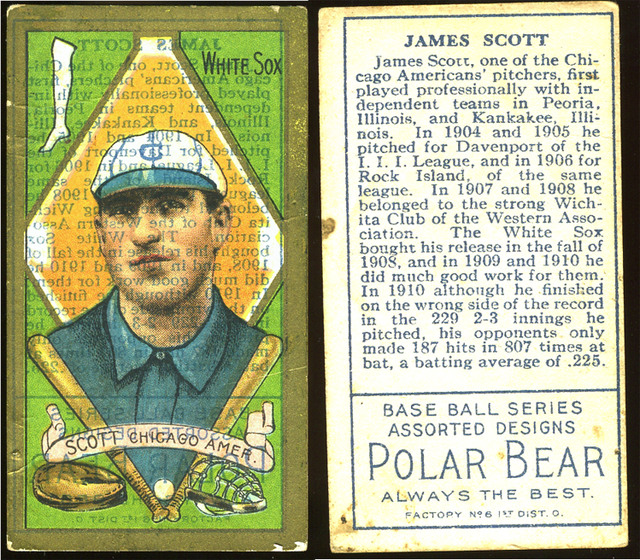 WHITE SOX
SCOTT CHICAGO AMER.
JAMES SCOTT
James Scott, one of the Chi-
cago Americans' pitchers, first
played professionally with in-
dependent teams in Peoria,
Illinois, and Kankakee, Illi-
nois. In 1904 and 1905 he
pitched for Davenport of the
I. I. I. League, and in 1906 for
Rock Island, of the same
league. In 1907 and 1908 he
belonged to the strong Wich-
ita Club of the Western Asso-
ciation. The White Sox
bought his release in the fall of
1908, and in 1909 and 1910 he
did much good work for them.
In 1910 although he finished
on the wrong side of the record
in the 229 2-3 innings he
pitched, his opponents only
made 187 hits in 807 times at
bat, a batting average of .225.
BASE BALL SERIES
ASSORTED DESIGNS
POLAR BEAR
ALWAYS THE BEST.
FACTORY Nº 6 1ST DIST. O.